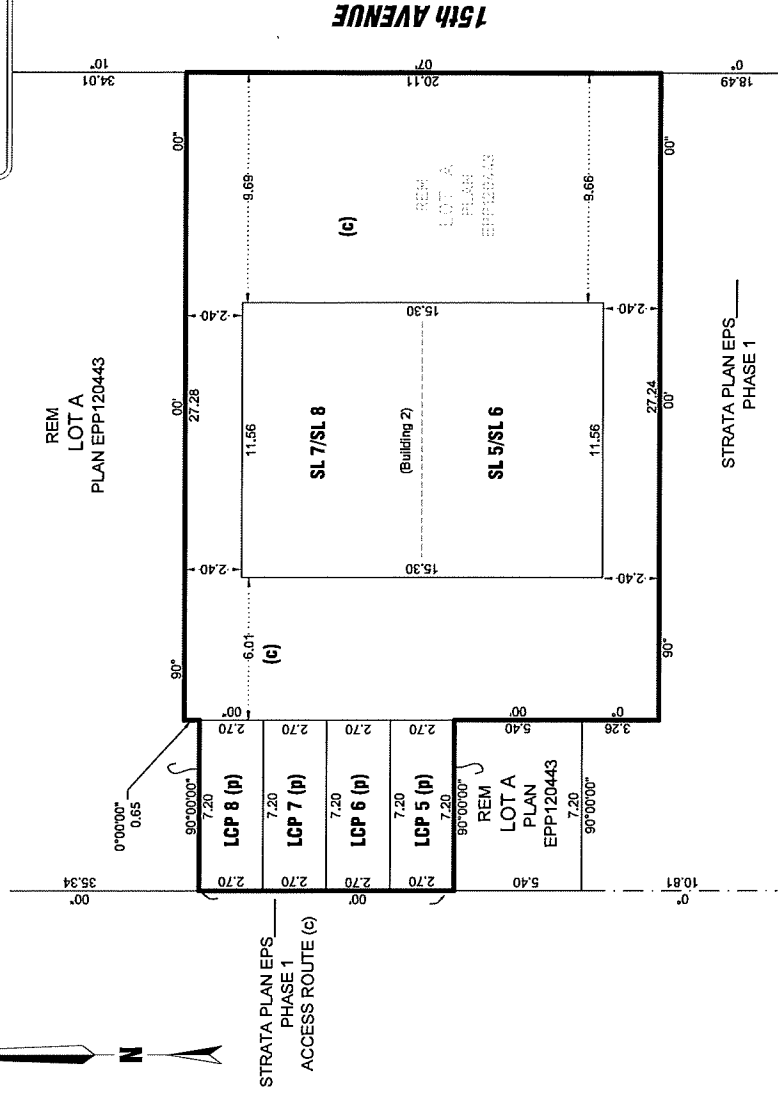 15th AVENUE
34.01
10"
REM
LOT A
PLAN EPP120443
90°
00'
00"
27.28
2.40
2.40
11.56
9.69
07'
20.11
(c)
REM
LOT A
PLAN
EPP120443
SL 7/SL 8
15.30
15.30
(Building 2)
SL 5/SL 6
11.56
9.66
2.40
2.40
6.01
(c)
90°
00'
00"
27.24
0°
18.49
STRATA PLAN EPS
PHASE 1
0°00'00"
0.65
35.34
00"
90°00'00"
7.20
LCP 8 (p)
2.70
2.70
00"
7.20
LCP 7 (p)
2.70
2.70
7.20
LCP 6 (p)
2.70
2.70
00'
7.20
LCP 5 (p)
2.70
2.70
7.20
90°00'00"
REM
LOT A
PLAN
EPP120443
5.40
5.40
00'
7.20
90°00'00"
0°
3.26
10.81
0°
STRATA PLAN EPS
PHASE 1
ACCESS ROUTE (c)
N